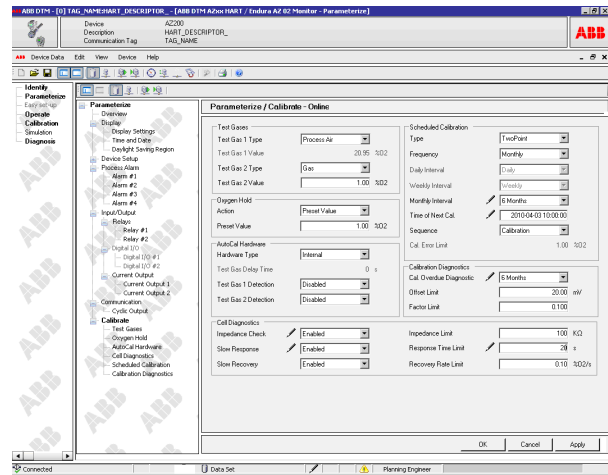 ABB DTM - [0] TAG_NAME:HART_DESCRIPTOR_ - [ABB DTM AZxx HART / Endura AZ 02 Monitor - Parameterize]
Device AZ200
Description HART_DESCRIPTOR_
Communication Tag TAG_NAME
ABB
ABB Device Data Edit View Device Help
Identify
Parameterize
Easy set-up
Operate
Calibration
Simulation
Diagnosis
Parameterize
Overview
Display
Display Settings
Time and Date
Daylight Saving Region
Device Setup
Process Alarm
Alarm #1
Alarm #2
Alarm #3
Alarm #4
Input/Output
Relays
Relay #1
Relay #2
Digital I/O
Digital I/O #1
Digital I/O #2
Current Output
Current Output 1
Current Output 2
Communication
Cyclic Output
Calibrate
Test Gases
Oxygen Hold
AutoCal Hardware
Cell Diagnostics
Scheduled Calibration
Calibration Diagnostics
Parameterize / Calibrate - Online
Test Gases
Test Gas 1 Type Process Air
Test Gas 1 Value 20.95 %O2
Test Gas 2 Type Gas
Test Gas 2 Value 1.00 %O2
Oxygen Hold
Action Preset Value
Preset Value 1.00 %O2
AutoCal Hardware
Hardware Type Internal
Test Gas Delay Time 0 s
Test Gas 1 Detection Disabled
Test Gas 2 Detection Disabled
Scheduled Calibration
Type TwoPoint
Frequency Monthly
Daily Interval Daily
Weekly Interval Weekly
Monthly Interval 6 Months
Time of Next Cal. 2010-04-03 10:00:00
Sequence Calibration
Cal. Error Limit 1.00 %O2
Calibration Diagnostics
Cal. Overdue Diagnostic 6 Months
Offset Limit 20.00 mV
Factor Limit 0.100
Cell Diagnostics
Impedance Check Enabled Impedance Limit 100 KΩ
Slow Response Enabled Response Time Limit 20 s
Slow Recovery Enabled Recovery Rate Limit 0.10 %O2/s
OK Cancel Apply
Connected Data Set Planning Engineer